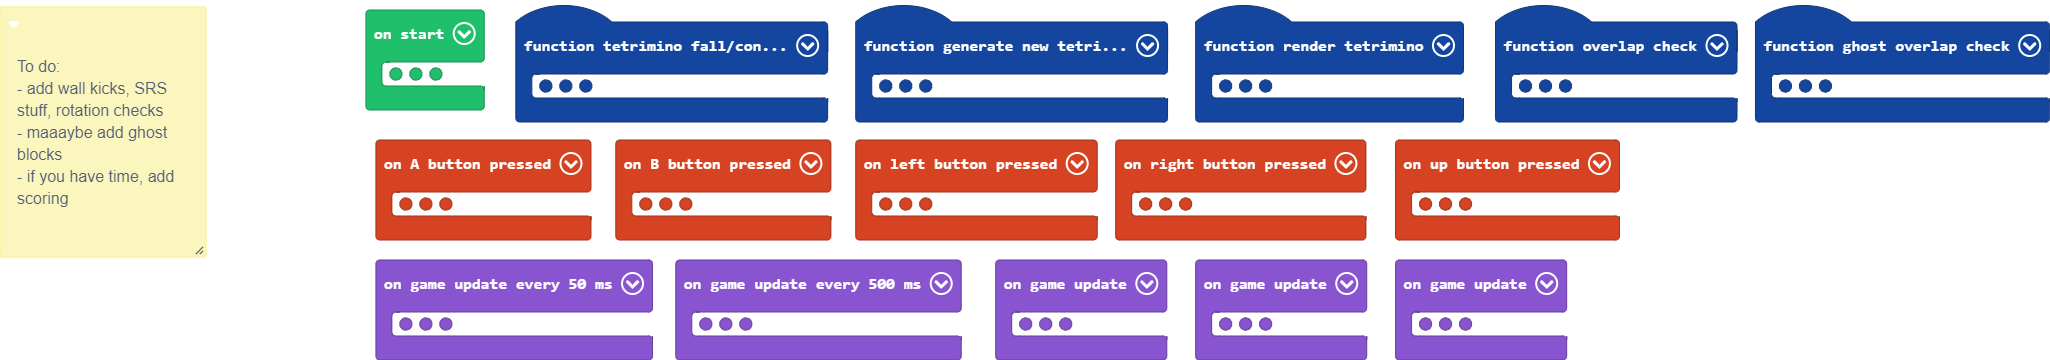 To do:
- add wall kicks, SRS
stuff, rotation checks
- maaaybe add ghost
blocks
- if you have time, add
scoring
on start
function tetrimino fall/con...
function generate new tetri...
function render tetrimino
function overlap check
function ghost overlap check
on A button pressed
on B button pressed
on left button pressed
on right button pressed
on up button pressed
on game update every 50 ms
on game update every 500 ms
on game update
on game update
on game update